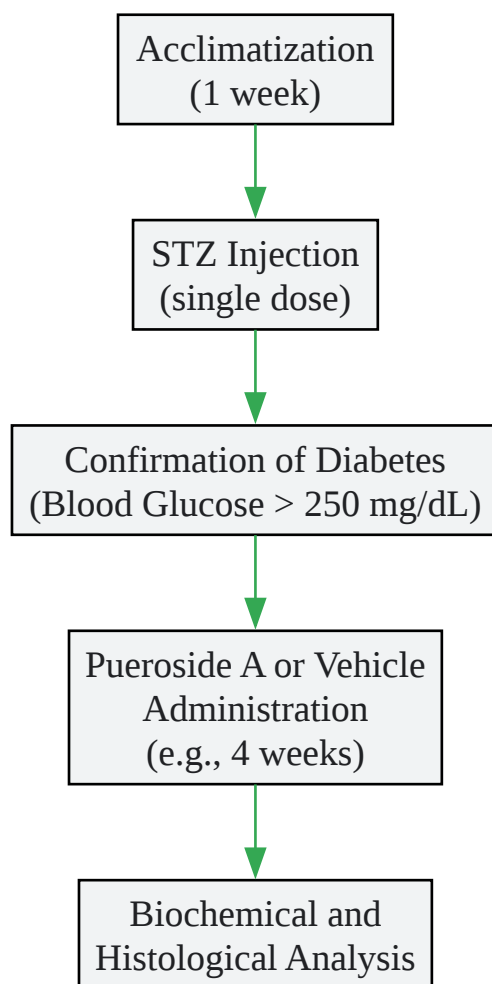 Acclimatization
(1 week)
STZ Injection
(single dose)
Confirmation of Diabetes
(Blood Glucose > 250 mg/dL)
Pueroside A or Vehicle
Administration
(e.g., 4 weeks)
Biochemical and
Histological Analysis